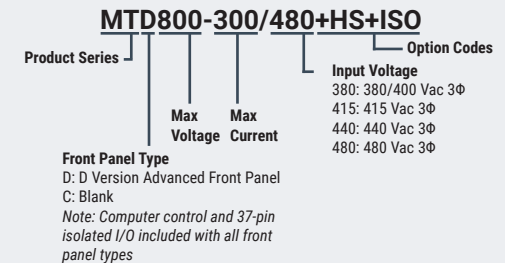 MTD800-300/480+HS+ISO
Product Series
Option Codes
Input Voltage
380: 380/400 Vac 3Φ
415: 415 Vac 3Φ
440: 440 Vac 3Φ
480: 480 Vac 3Φ
Max
Voltage
Max
Current
Front Panel Type
D: D Version Advanced Front Panel
C: Blank
Note: Computer control and 37-pin
isolated I/O included with all front
panel types